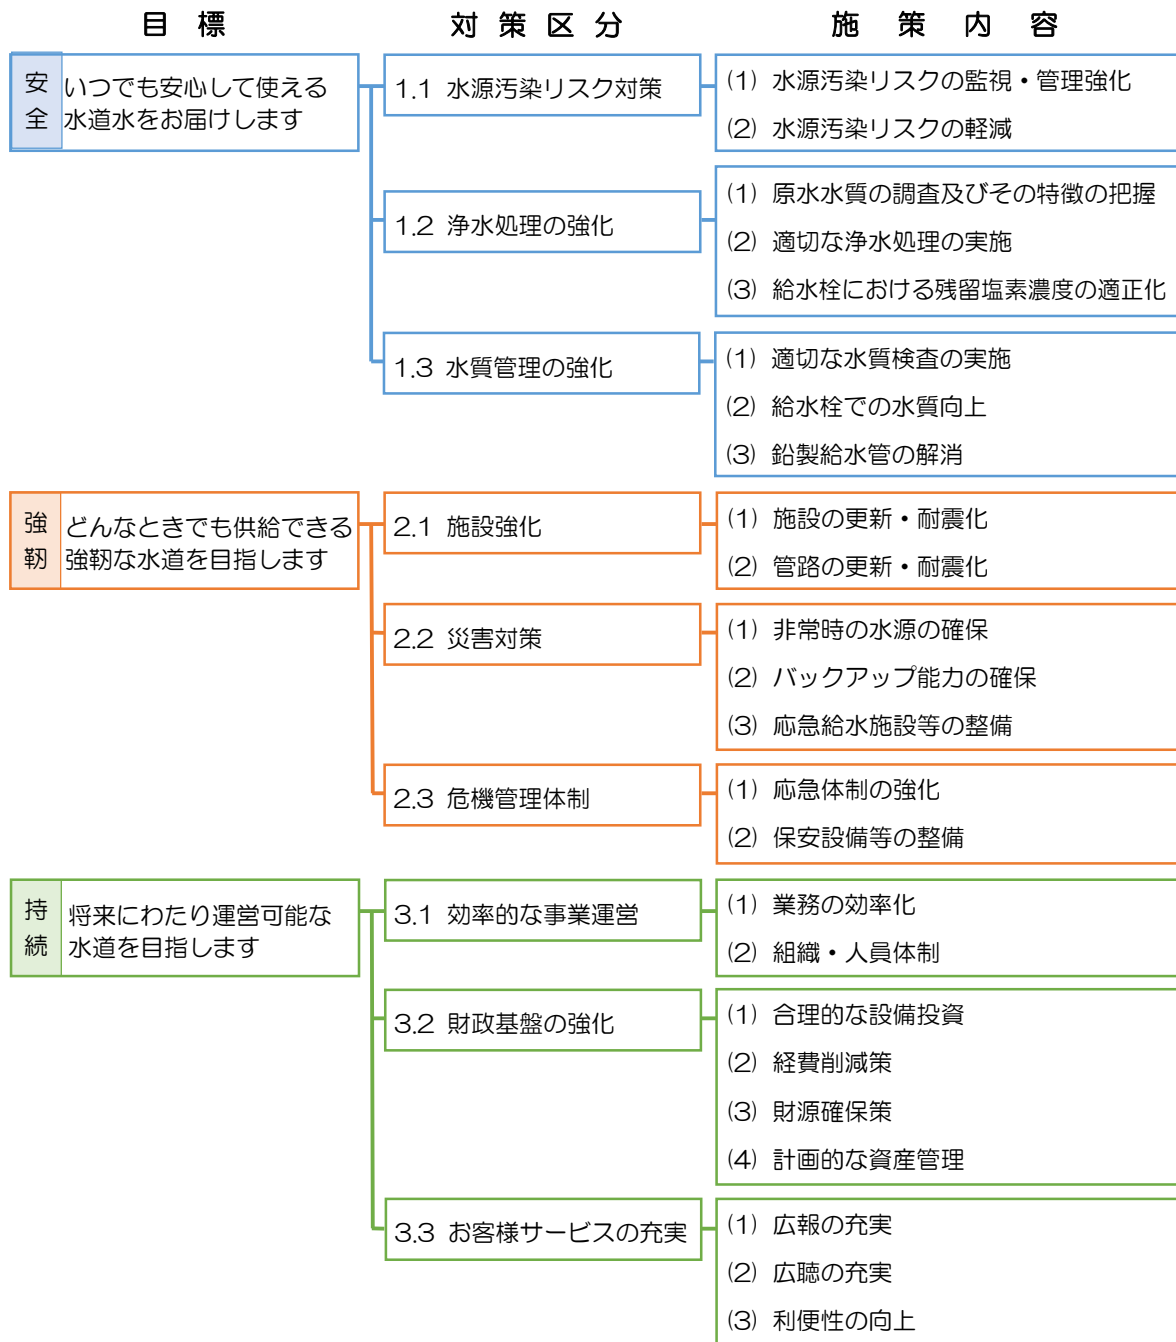 目標 対策区分 施策内容
安全
いつでも安心して使える
水道水をお届けします
1.1 水源汚染リスク対策
(1) 水源汚染リスクの監視・管理強化
(2) 水源汚染リスクの軽減
1.2 浄水処理の強化
(1) 原水水質の調査及びその特徴の把握
(2) 適切な浄水処理の実施
(3) 給水栓における残留塩素濃度の適正化
1.3 水質管理の強化
(1) 適切な水質検査の実施
(2) 給水栓での水質向上
(3) 鉛製給水管の解消
強靭
どんなときでも供給できる
強靭な水道を目指します
2.1 施設強化
(1) 施設の更新・耐震化
(2) 管路の更新・耐震化
2.2 災害対策
(1) 非常時の水源の確保
(2) バックアップ能力の確保
(3) 応急給水施設等の整備
2.3 危機管理体制
(1) 応急体制の強化
(2) 保安設備等の整備
持続
将来にわたり運営可能な
水道を目指します
3.1 効率的な事業運営
(1) 業務の効率化
(2) 組織・人員体制
3.2 財政基盤の強化
(1) 合理的な設備投資
(2) 経費削減策
(3) 財源確保策
(4) 計画的な資産管理
3.3 お客様サービスの充実
(1) 広報の充実
(2) 広聴の充実
(3) 利便性の向上